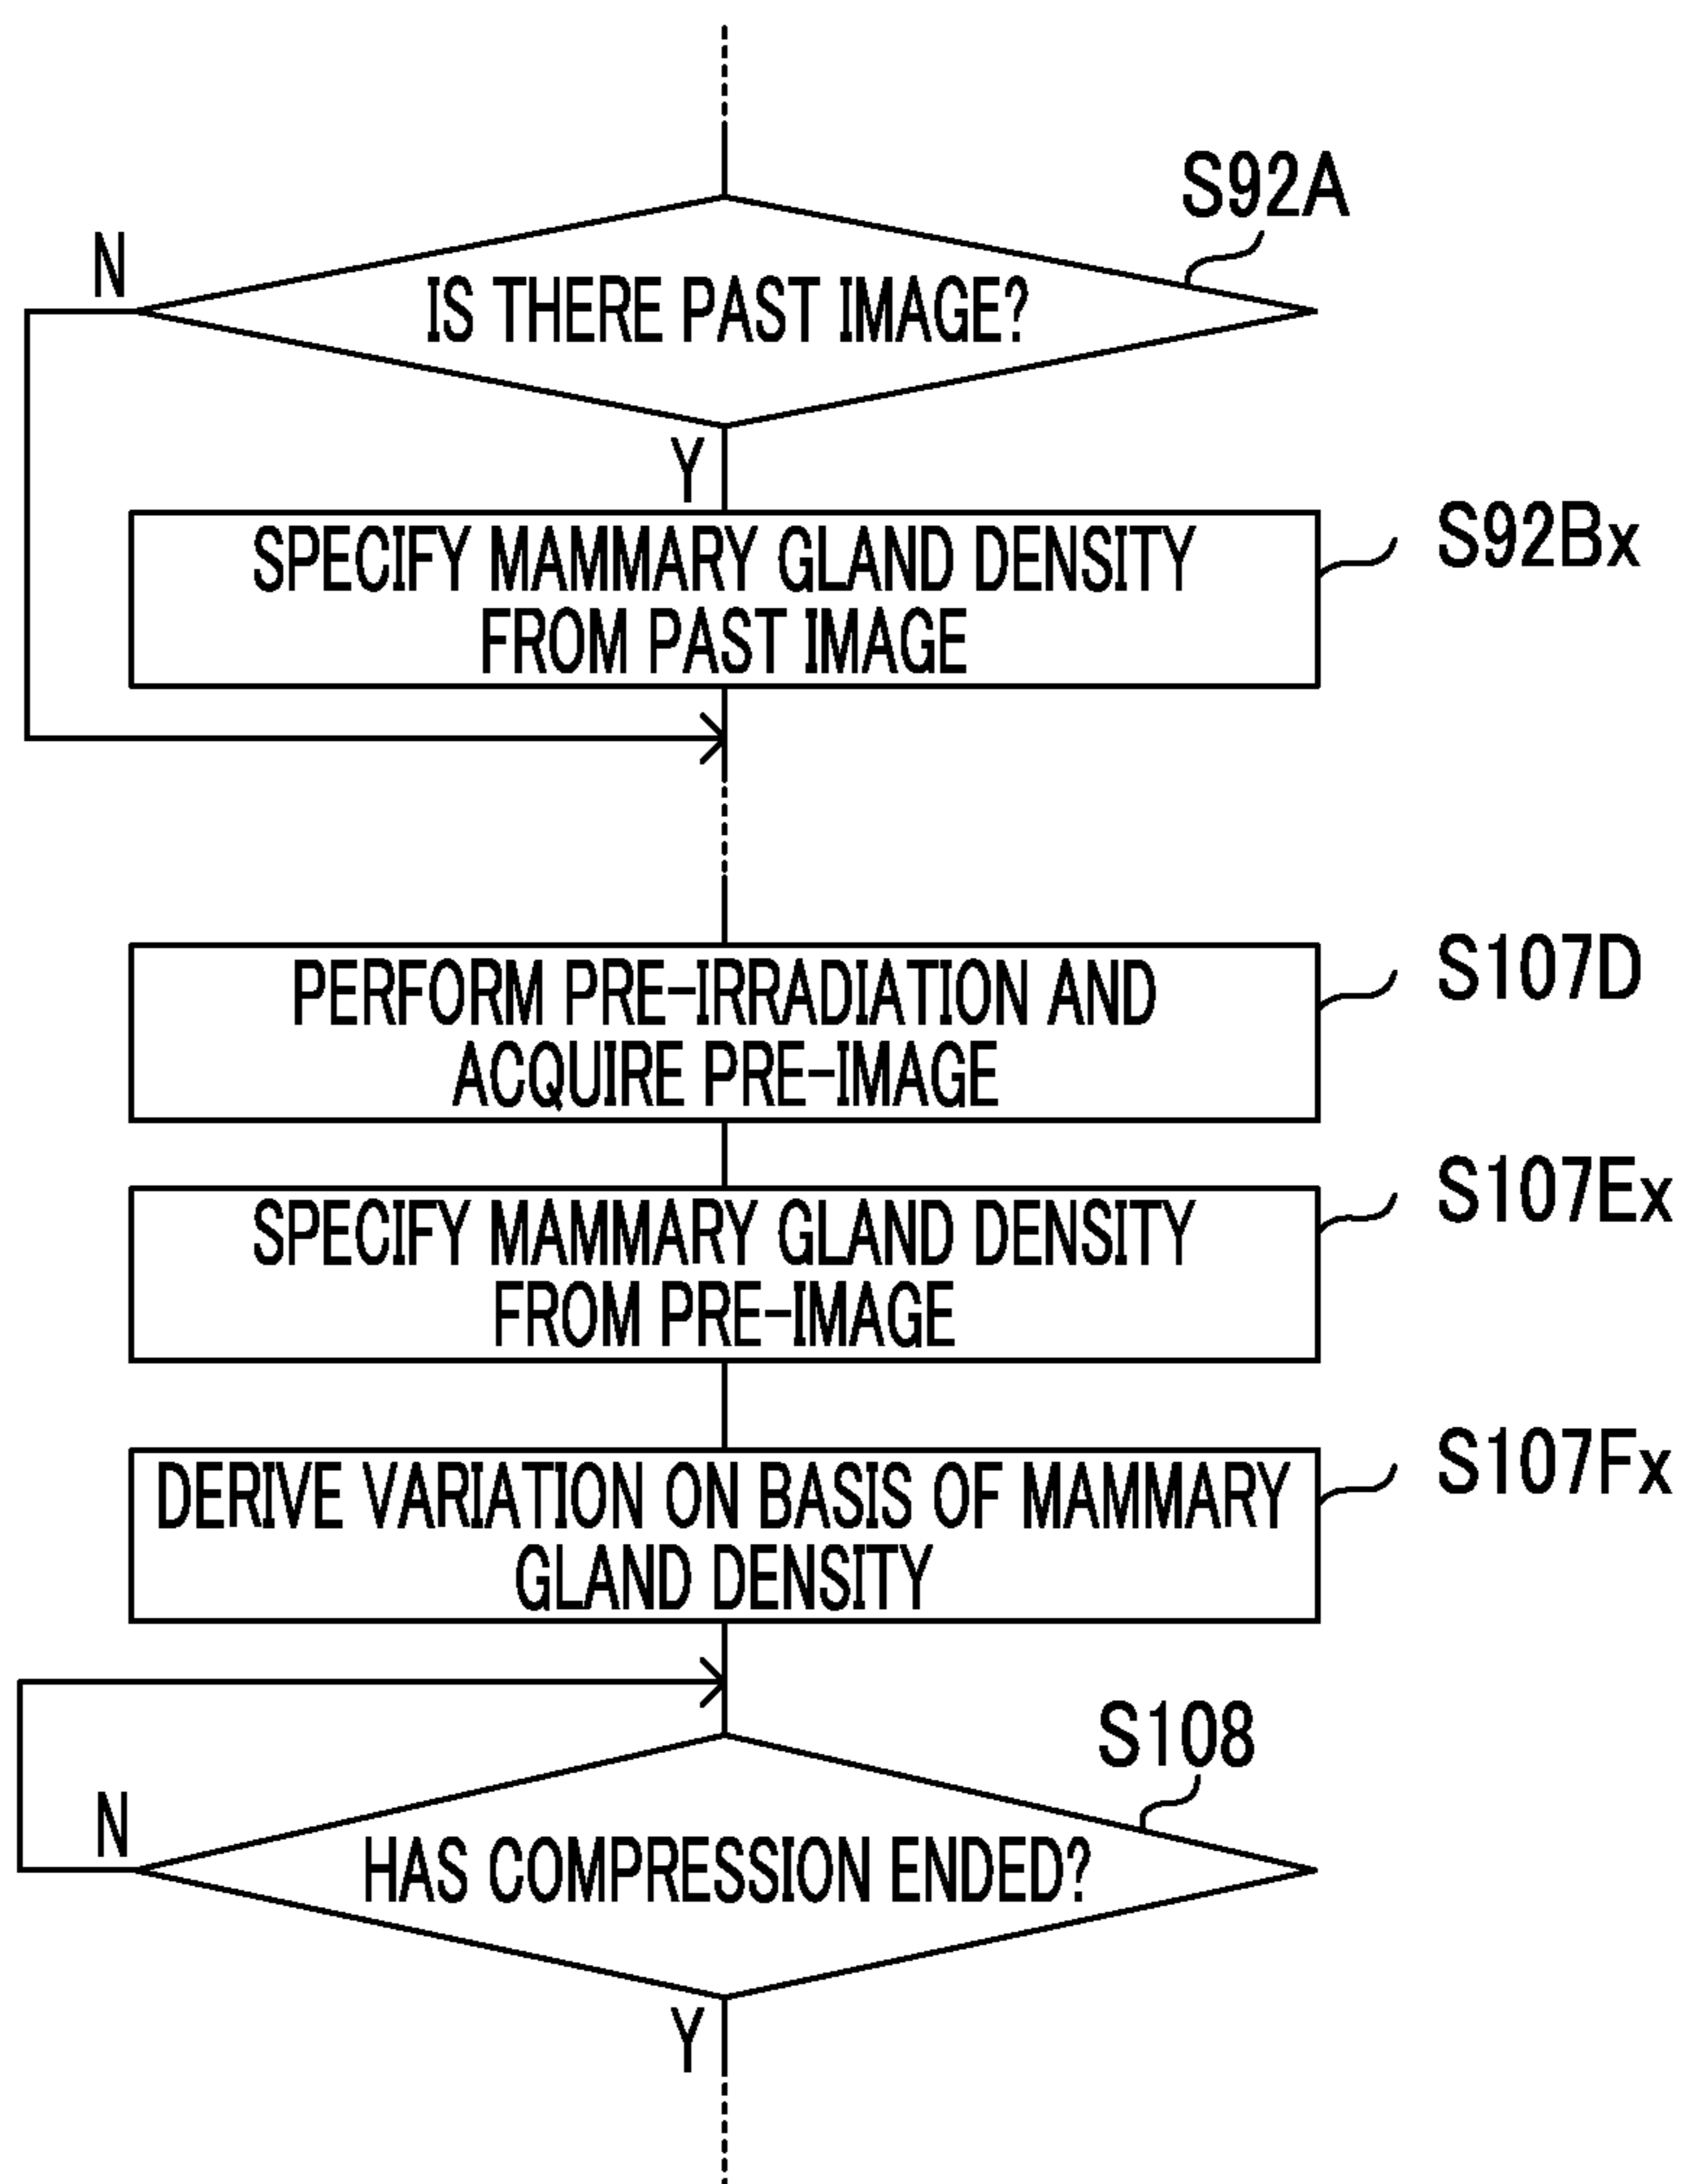 S92A
N
IS THERE PAST IMAGE?
Y
SPECIFY MAMMARY GLAND DENSITY
FROM PAST IMAGE
S92Bx
PERFORM PRE-IRRADIATION AND
ACQUIRE PRE-IMAGE
S107D
SPECIFY MAMMARY GLAND DENSITY
FROM PRE-IMAGE
S107Ex
DERIVE VARIATION ON BASIS OF MAMMARY
GLAND DENSITY
S107Fx
S108
N
HAS COMPRESSION ENDED?
Y